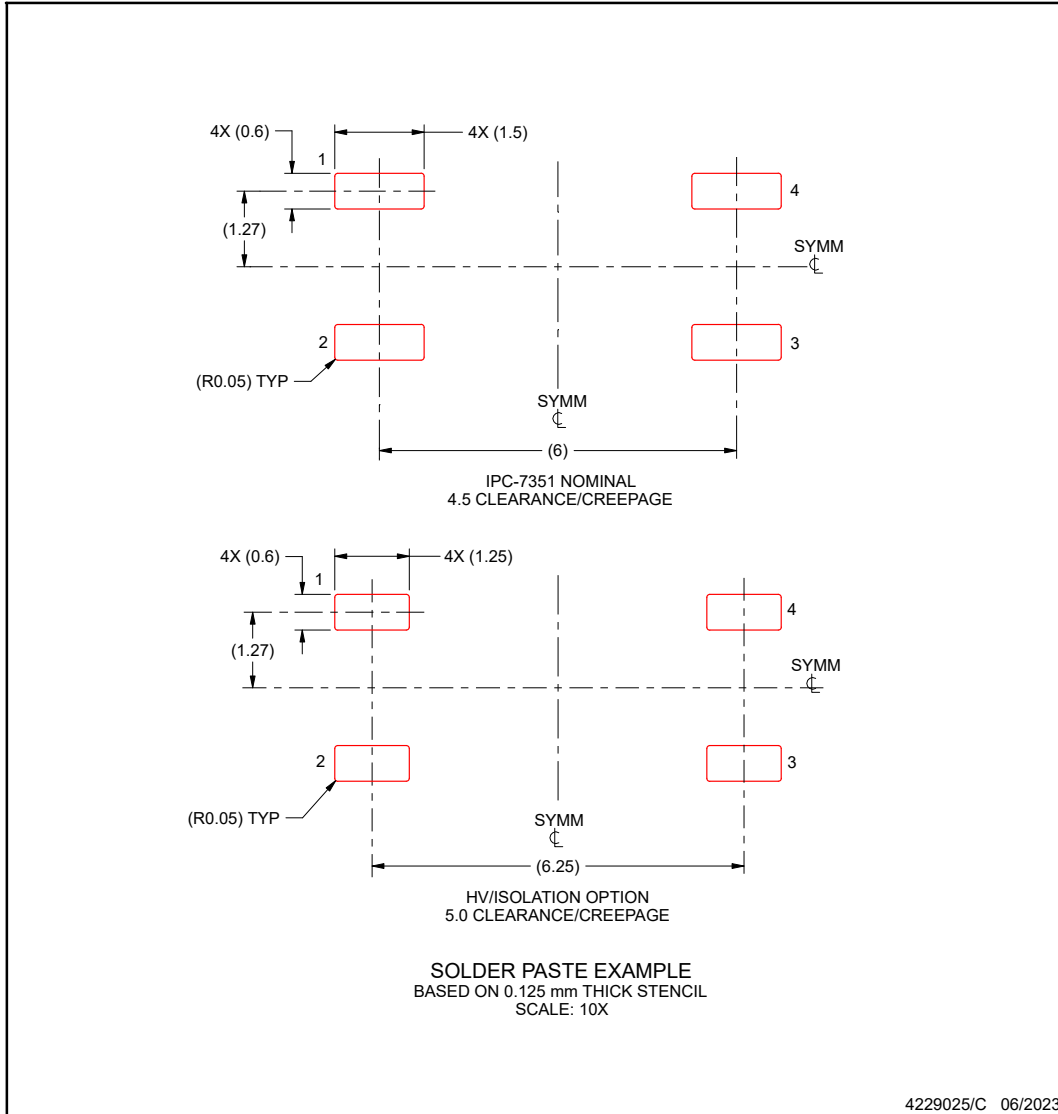 4X (0.6)
4X (1.5)
1
4
(1.27)
SYMM
℄
2
3
(R0.05) TYP
SYMM
℄
(6)
IPC-7351 NOMINAL
4.5 CLEARANCE/CREEPAGE
4X (0.6)
4X (1.25)
1
4
(1.27)
SYMM
℄
2
3
(R0.05) TYP
SYMM
℄
(6.25)
HV/ISOLATION OPTION
5.0 CLEARANCE/CREEPAGE
SOLDER PASTE EXAMPLE
BASED ON 0.125 mm THICK STENCIL
SCALE: 10X
4229025/C 06/2023